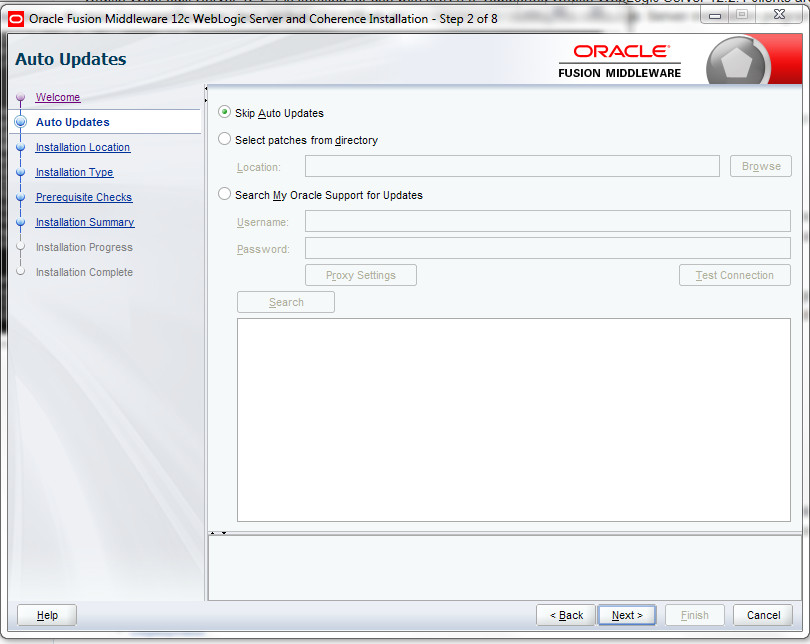 Oracle Fusion Middleware 12c WebLogic Server and Coherence Installation - Step 2 of 8
Auto Updates
ORACLE
FUSION MIDDLEWARE
Welcome
Auto Updates
Installation Location
Installation Type
Prerequisite Checks
Installation Summary
Installation Progress
Installation Complete
Skip Auto Updates
Select patches from directory
Location:
Browse
Search My Oracle Support for Updates
Username:
Password:
Proxy Settings
Test Connection
Search
Help
< Back
Next >
Finish
Cancel